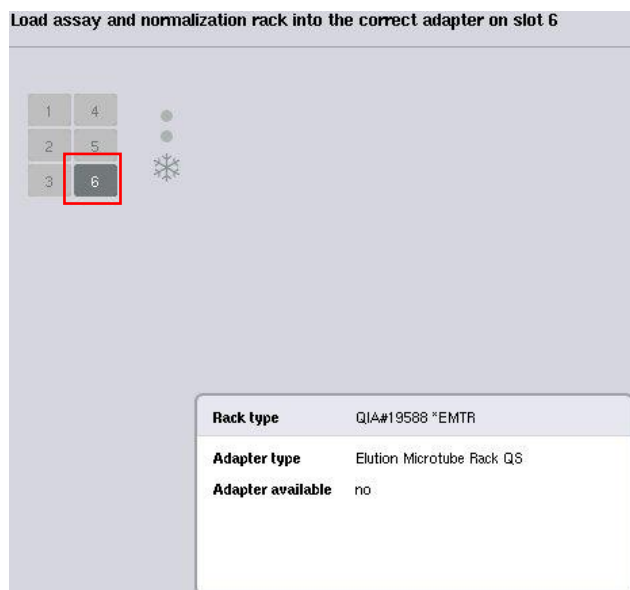 Load assay and normalization rack into the correct adapter on slot 6
1 4
2 5
3 6
Rack type QIA#19588 *EMTR
Adapter type Elution Microtube Rack QS
Adapter available no